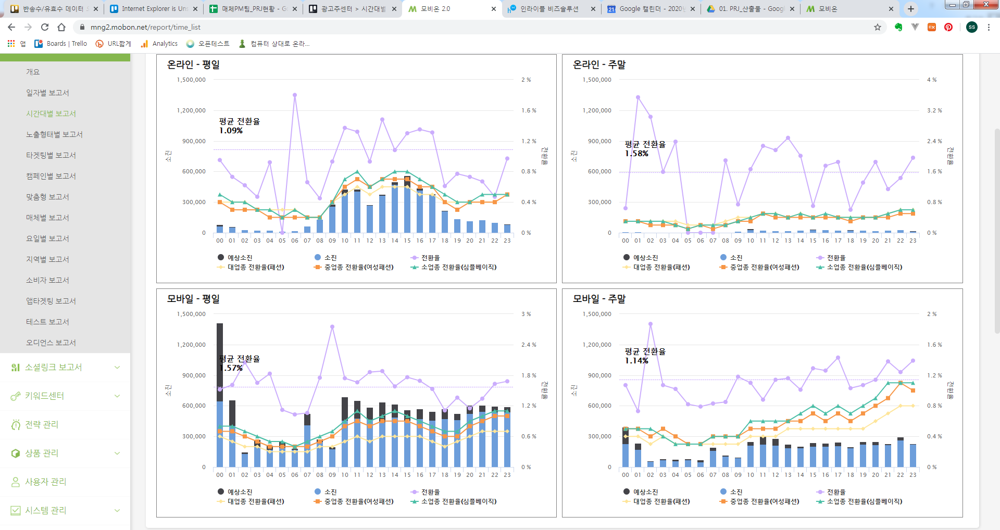 반송수/유효수 데이터
Internet Explorer is Uns
매체PM팀_PRJ현황 - Go
광고주센터 > 시간대별
모비온 2.0
인라이플 비즈솔루션
Google 캘린더 - 2020년
01. PRJ_산출물 - Googl
모비온
mng2.mobon.net/report/time_list
SS
앱
Boards | Trello
URL짧게
Analytics
오픈테스트
컴퓨터 상대로 온라...
개요
일자별 보고서
시간대별 보고서
노출형태별 보고서
타겟팅별 보고서
캠페인별 보고서
맞춤형 보고서
매체별 보고서
요일별 보고서
지역별 보고서
소비자 보고서
앱타겟팅 보고서
테스트 보고서
오디언스 보고서
소셜링크 보고서
키워드센터
전략 관리
상품 관리
사용자 관리
시스템 관리
온라인 - 평일
1,500,000
1,200,000
900,000
600,000
300,000
0
소진
평균 전환율
1.09%
2 %
1.6 %
1.2 %
0.8 %
0.4 %
0 %
전환율
00 01 02 03 04 05 06 07 08 09 10 11 12 13 14 15 16 17 18 19 20 21 22 23
예상소진 소진 전환율
대업종 전환율(패션) 중업종 전환율(여성패션) 소업종 전환율(심플베이직)
온라인 - 주말
1,500,000
1,200,000
900,000
600,000
300,000
0
소진
평균 전환율
1.58%
4 %
3.2 %
2.4 %
1.6 %
0.8 %
0 %
전환율
00 01 02 03 04 05 06 07 08 09 10 11 12 13 14 15 16 17 18 19 20 21 22 23
예상소진 소진 전환율
대업종 전환율(패션) 중업종 전환율(여성패션) 소업종 전환율(심플베이직)
모바일 - 평일
1,500,000
1,200,000
900,000
600,000
300,000
0
소진
평균 전환율
1.57%
3 %
2.4 %
1.8 %
1.2 %
0.6 %
0 %
전환율
00 01 02 03 04 05 06 07 08 09 10 11 12 13 14 15 16 17 18 19 20 21 22 23
예상소진 소진 전환율
대업종 전환율(패션) 중업종 전환율(여성패션) 소업종 전환율(심플베이직)
모바일 - 주말
1,500,000
1,200,000
900,000
600,000
300,000
0
소진
평균 전환율
1.14%
2 %
1.6 %
1.2 %
0.8 %
0.4 %
0 %
전환율
00 01 02 03 04 05 06 07 08 09 10 11 12 13 14 15 16 17 18 19 20 21 22 23
예상소진 소진 전환율
대업종 전환율(패션) 중업종 전환율(여성패션) 소업종 전환율(심플베이직)